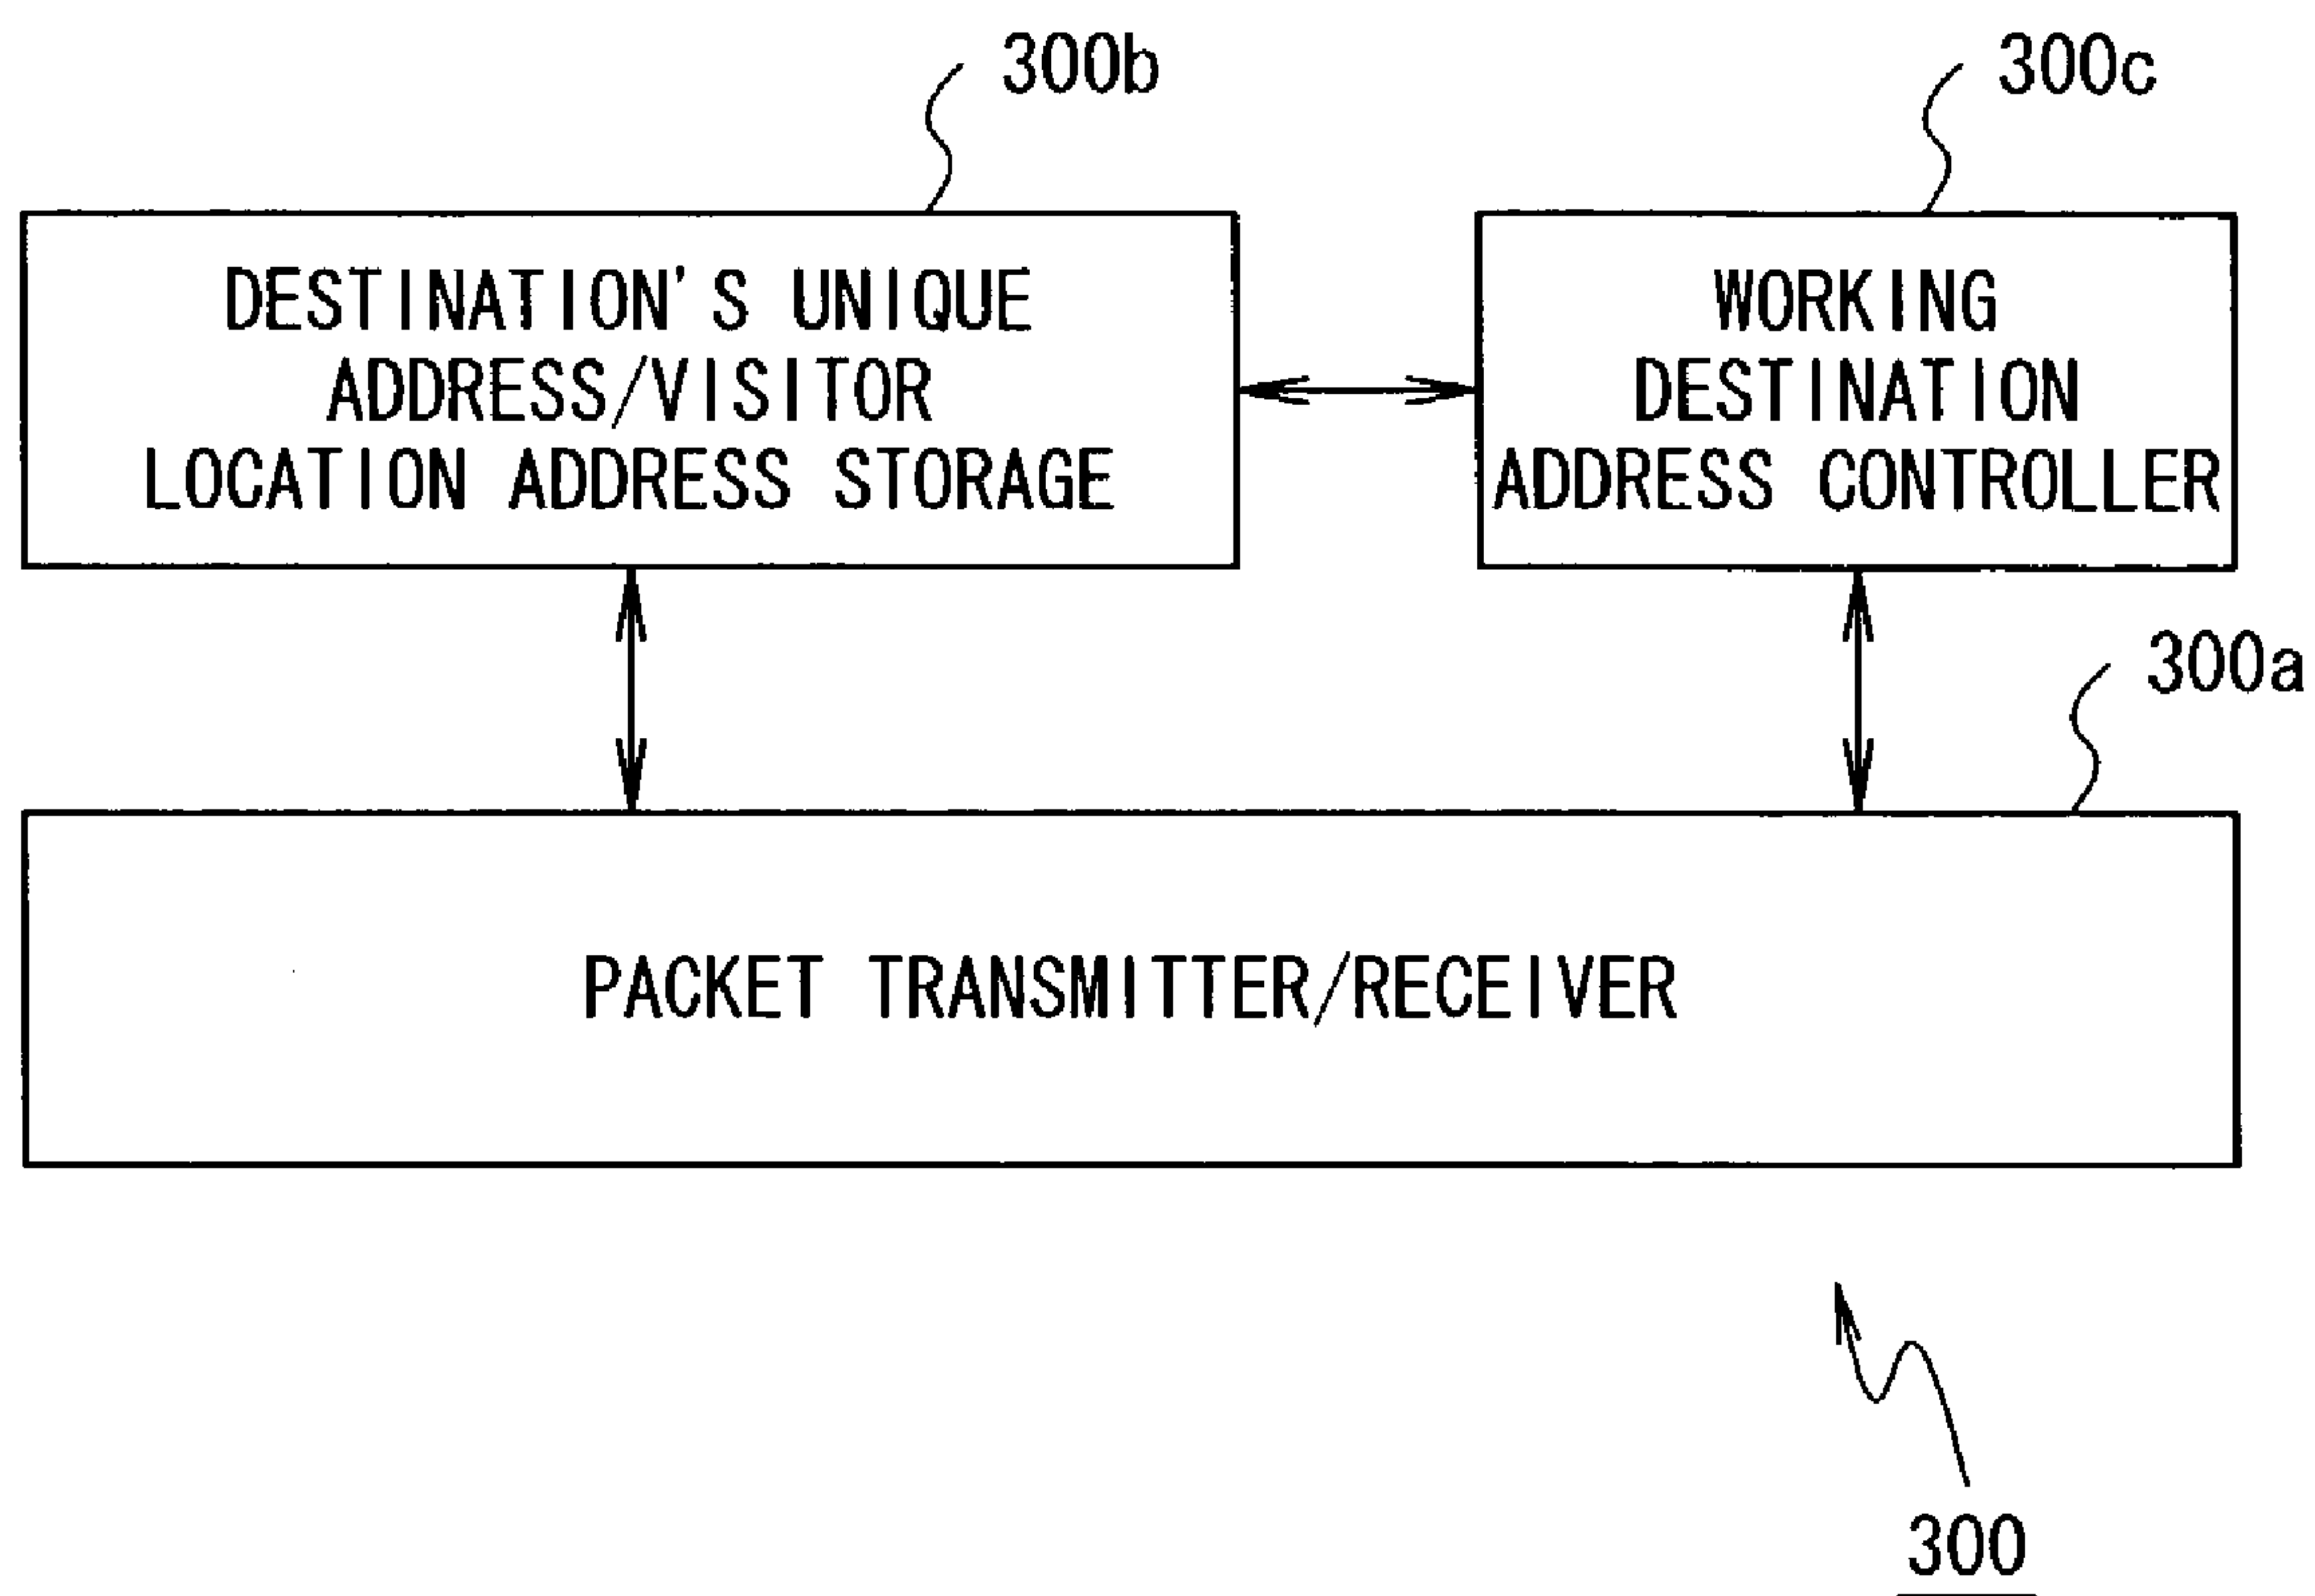 300b
300c
DESTINATION'S UNIQUE
ADDRESS/VISITOR
LOCATION ADDRESS STORAGE
WORKING
DESTINATION
ADDRESS CONTROLLER
300a
PACKET TRANSMITTER/RECEIVER
300